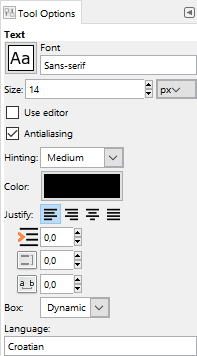 Tool Options
Text
Aa
Font
Sans-serif
Size: 14 px
Use editor
Antialiasing
Hinting: Medium
Color:
Justify:
0,0
0,0
a_b 0,0
Box: Dynamic
Language:
Croatian